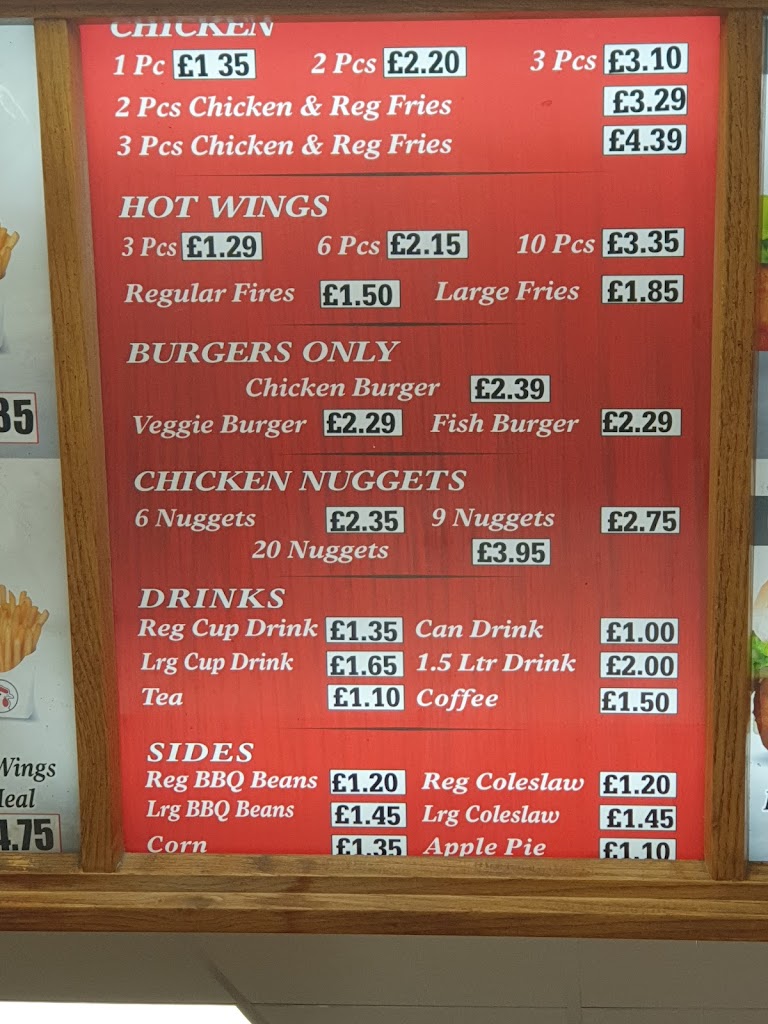 CHICKEN
1 Pc £1 35 2 Pcs £2.20 3 Pcs £3.10
2 Pcs Chicken & Reg Fries £3.29
3 Pcs Chicken & Reg Fries £4.39
HOT WINGS
3 Pcs £1.29 6 Pcs £2.15 10 Pcs £3.35
Regular Fires £1.50 Large Fries £1.85
BURGERS ONLY
Chicken Burger £2.39
Veggie Burger £2.29 Fish Burger £2.29
CHICKEN NUGGETS
6 Nuggets £2.35 9 Nuggets £2.75
20 Nuggets £3.95
DRINKS
Reg Cup Drink £1.35 Can Drink £1.00
Lrg Cup Drink £1.65 1.5 Ltr Drink £2.00
Tea £1.10 Coffee £1.50
SIDES
Reg BBQ Beans £1.20 Reg Coleslaw £1.20
Lrg BBQ Beans £1.45 Lrg Coleslaw £1.45
Corn £1.35 Apple Pie £1.10
Wings